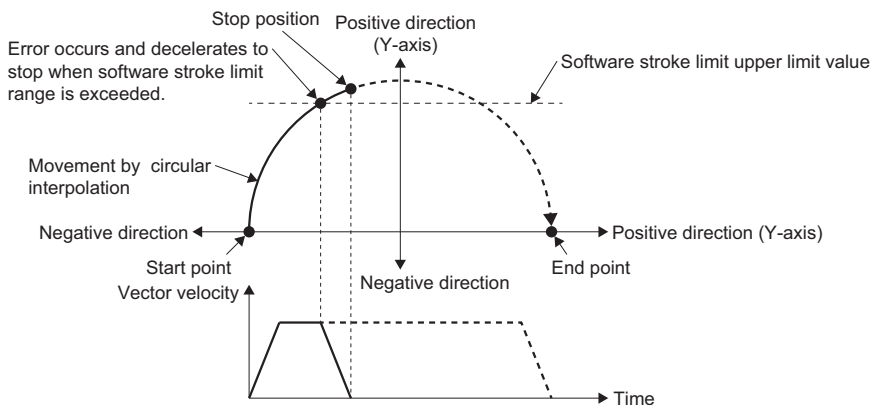 Stop position
Positive direction
(Y-axis)
Error occurs and decelerates to
stop when software stroke limit
range is exceeded.
Software stroke limit upper limit value
Movement by circular
interpolation
Negative direction
Positive direction (Y-axis)
Start point
End point
Negative direction
Vector velocity
Time